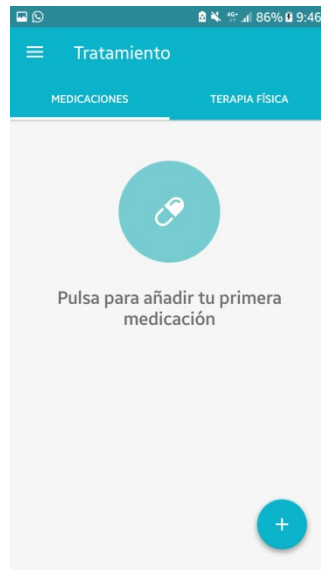 86% 9:46
Tratamiento
MEDICACIONES TERAPIA FÍSICA
Pulsa para añadir tu primera
medicación
+